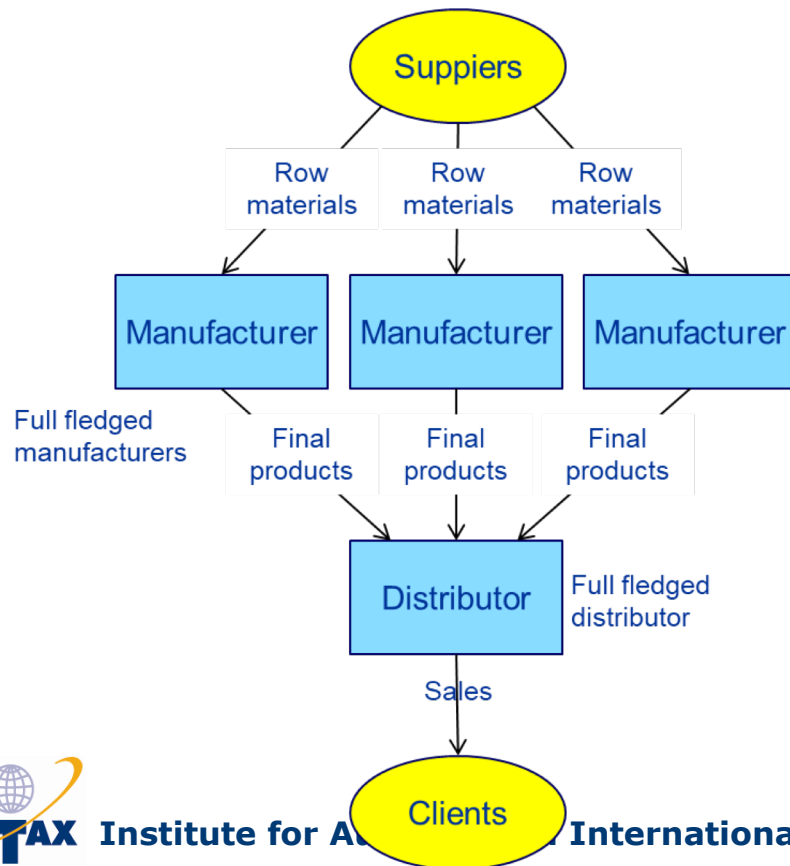 Suppiers
Row
materials
Row
materials
Row
materials
Manufacturer
Manufacturer
Manufacturer
Full fledged
manufacturers
Final
products
Final
products
Final
products
Distributor
Full fledged
distributor
Sales
Clients
TAX Institute for